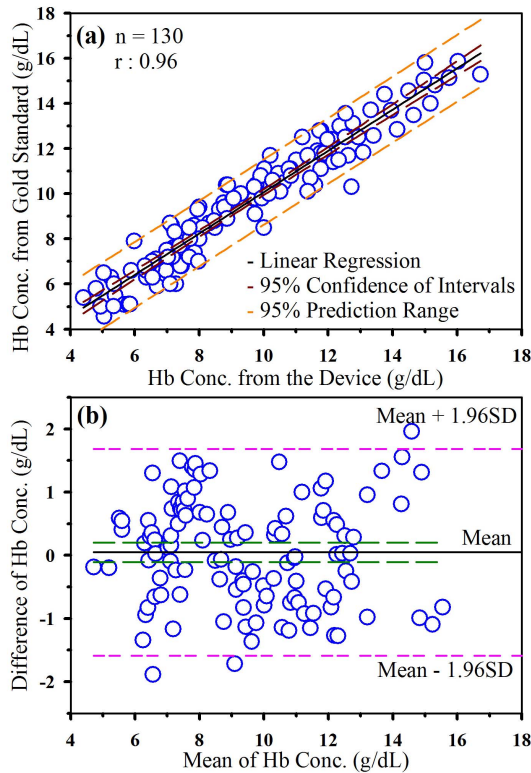 (a)
n = 130
r : 0.96
Hb Conc. from Gold Standard (g/dL)
18
16
14
12
10
8
6
4
Linear Regression
95% Confidence of Intervals
95% Prediction Range
4 6 8 10 12 14 16 18
Hb Conc. from the Device (g/dL)
(b)
Mean + 1.96SD
Difference of Hb Conc. (g/dL)
2
1
0
-1
-2
Mean
Mean - 1.96SD
4 6 8 10 12 14 16 18
Mean of Hb Conc. (g/dL)